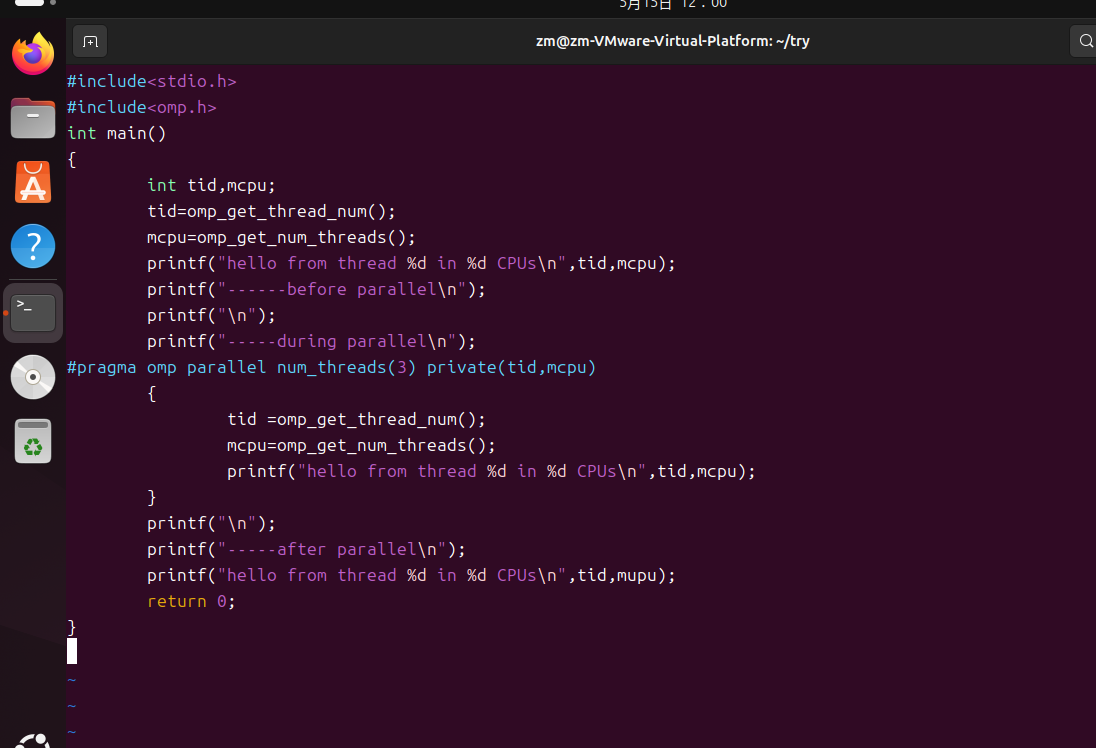 5月15日 12：00
zm@zm-VMware-Virtual-Platform: ~/try
#include<stdio.h>
#include<omp.h>
int main()
{
        int tid,mcpu;
        tid=omp_get_thread_num();
        mcpu=omp_get_num_threads();
        printf("hello from thread %d in %d CPUs\n",tid,mcpu);
        printf("------before parallel\n");
        printf("\n");
        printf("-----during parallel\n");
#pragma omp parallel num_threads(3) private(tid,mcpu)
        {
                tid =omp_get_thread_num();
                mcpu=omp_get_num_threads();
                printf("hello from thread %d in %d CPUs\n",tid,mcpu);
        }
        printf("\n");
        printf("-----after parallel\n");
        printf("hello from thread %d in %d CPUs\n",tid,mupu);
        return 0;
}
~
~
~